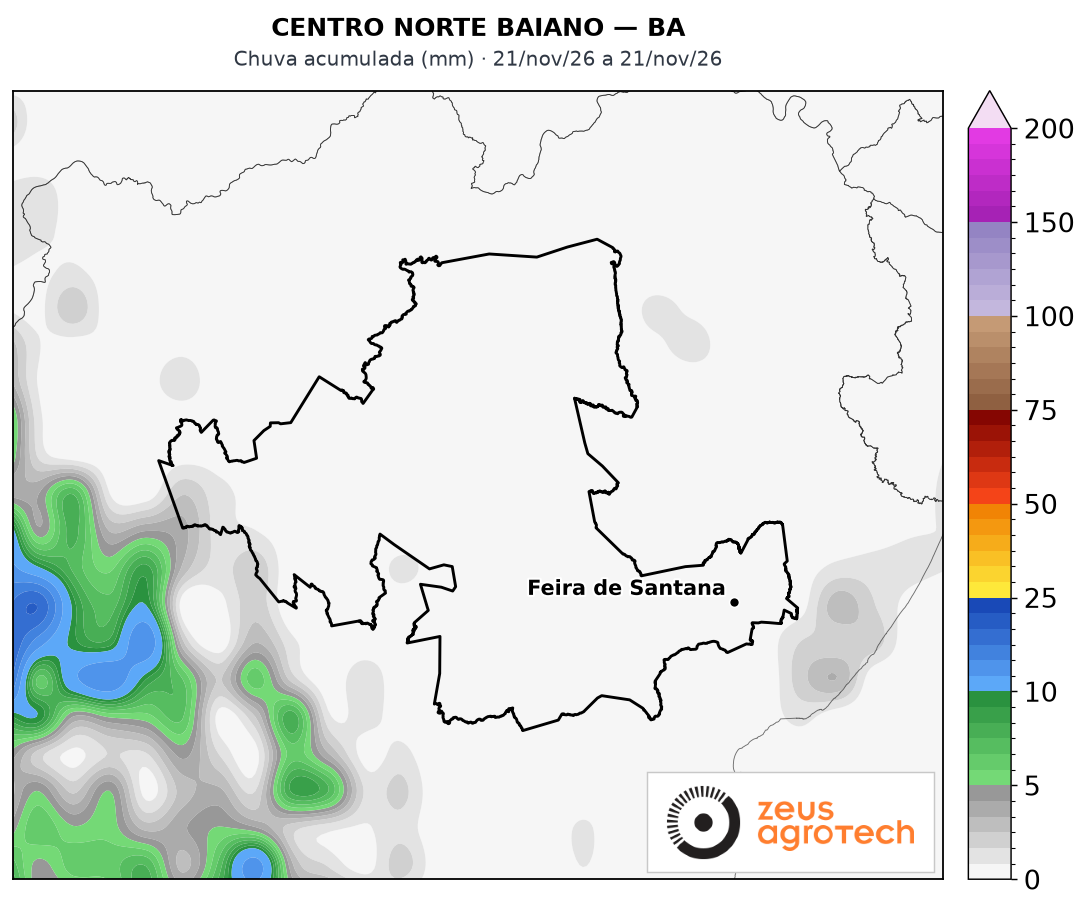 CENTRO NORTE BAIANO — BA
Chuva acumulada (mm) · 21/nov/26 a 21/nov/26
200
150
100
75
50
25
10
5
0
Feira de Santana
zeus
agrotech